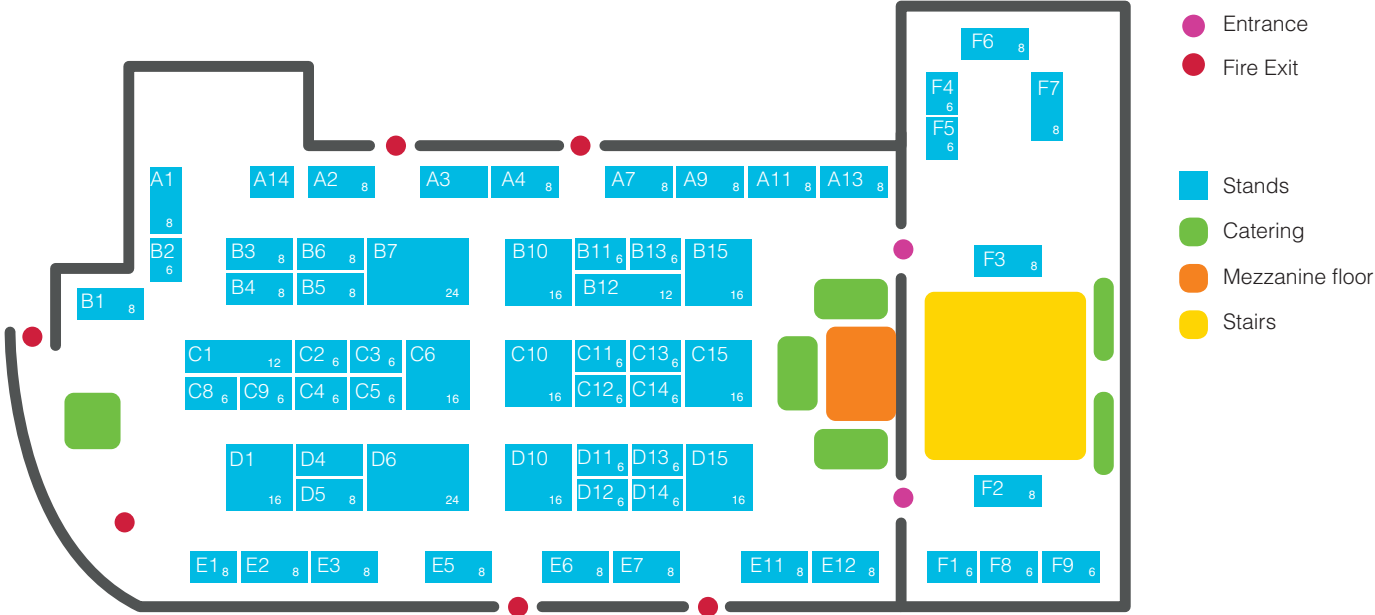 Entrance
Fire Exit
Stands
Catering
Mezzanine floor
Stairs
F6 8
F4 6
F7 8
F5 6
A1 8
A14
A2 8
A3
A4 8
A7 8
A9 8
A11 8
A13 8
B2 6
B1 8
B3 8
B6 8
B7 24
B4 8
B5 8
B10 16
B11 6
B13 6
B15 16
B12 12
F3 8
C1 12
C2 6
C3 6
C6 16
C8 6
C9 6
C4 6
C5 6
C10 16
C11 6
C13 6
C15 16
C12 6
C14 6
D1 16
D4
D6 24
D5 8
D10 16
D11 6
D13 6
D15 16
D12 6
D14 6
F2 8
E1 8
E2 8
E3 8
E5 8
E6 8
E7 8
E11 8
E12 8
F1 6
F8 6
F9 6